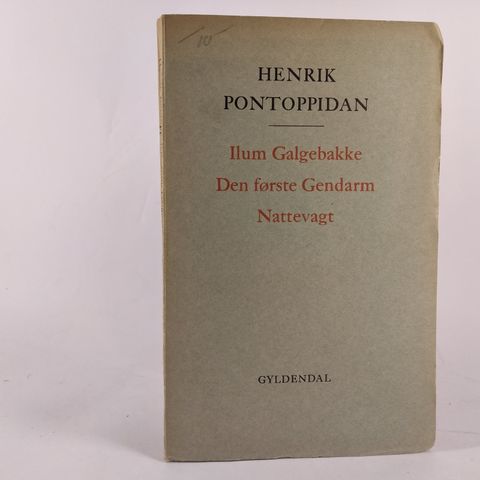 10
HENRIK
PONTOPPIDAN
Ilum Galgebakke
Den første Gendarm
Nattevagt
GYLDENDAL